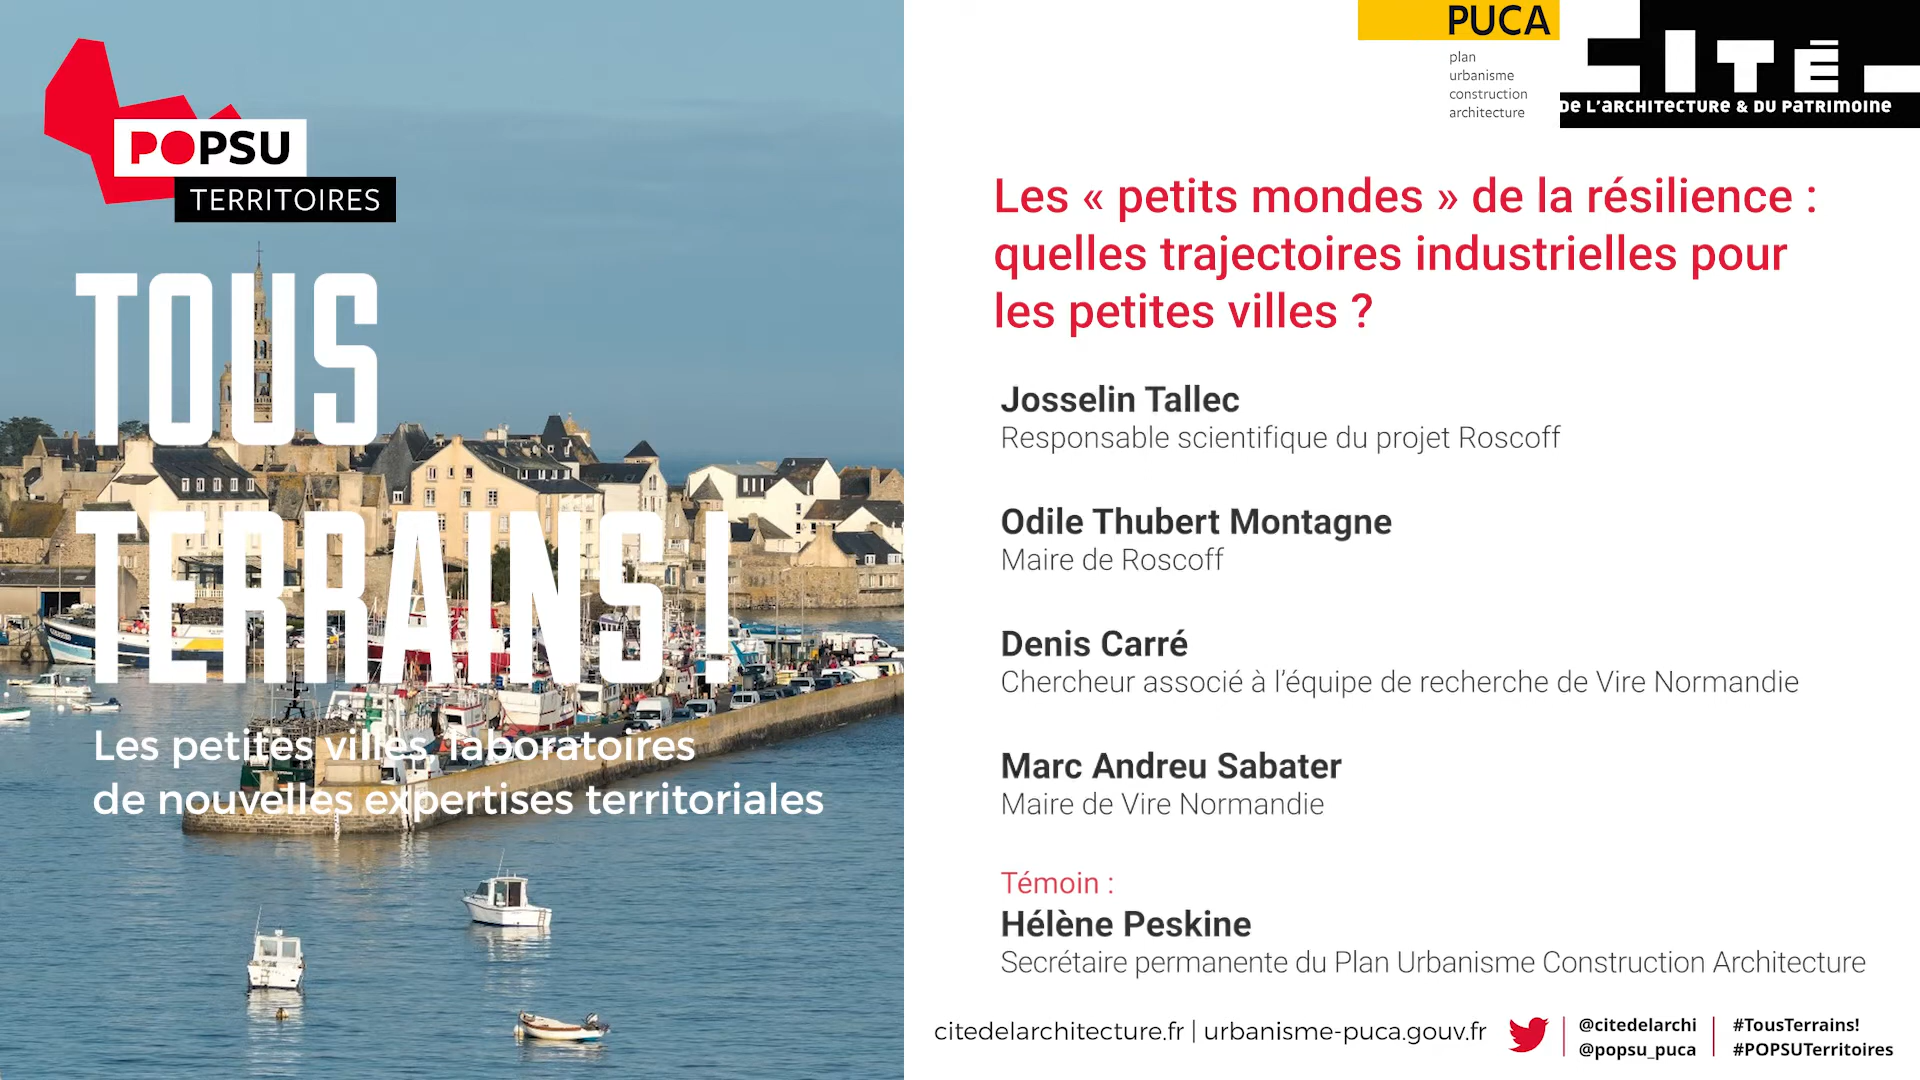 POPSU
TERRITOIRES
TOUS
TERRAINS !
Les petites villes, laboratoires
de nouvelles expertises territoriales
PUCA
plan
urbanisme
construction
architecture
CITÉ
DE L'ARCHITECTURE & DU PATRIMOINE
Les « petits mondes » de la résilience :
quelles trajectoires industrielles pour
les petites villes ?
Josselin Tallec
Responsable scientifique du projet Roscoff
Odile Thubert Montagne
Maire de Roscoff
Denis Carré
Chercheur associé à l'équipe de recherche de Vire Normandie
Marc Andreu Sabater
Maire de Vire Normandie
Témoin :
Hélène Peskine
Secrétaire permanente du Plan Urbanisme Construction Architecture
citedelarchitecture.fr | urbanisme-puca.gouv.fr
@citedelarchi
@popsu_puca
#TousTerrains!
#POPSUTerritoires